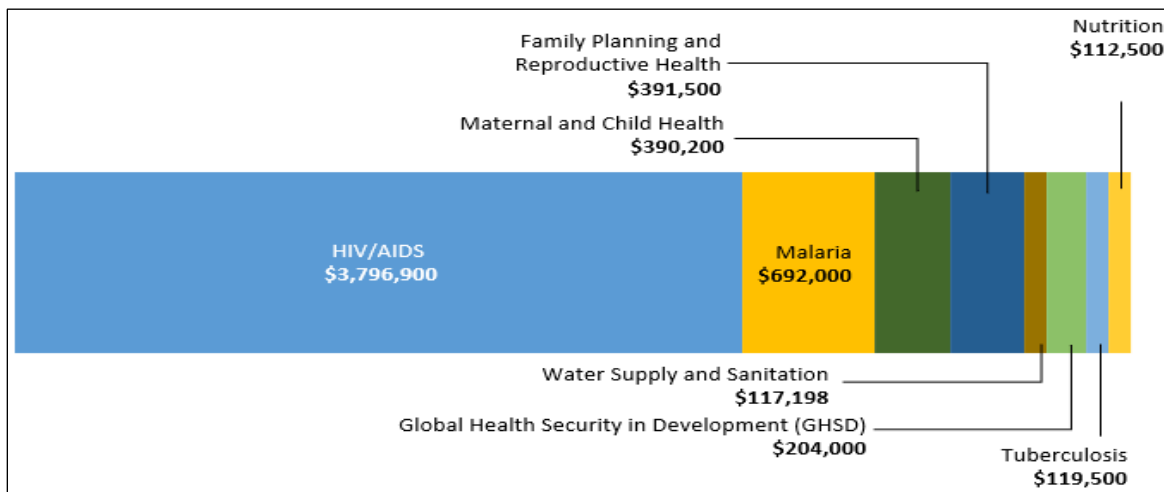 Nutrition
$112,500
Family Planning and
Reproductive Health
$391,500
Maternal and Child Health
$390,200
HIV/AIDS
$3,796,900
Malaria
$692,000
Water Supply and Sanitation
$117,198
Global Health Security in Development (GHSD)
$204,000
Tuberculosis
$119,500